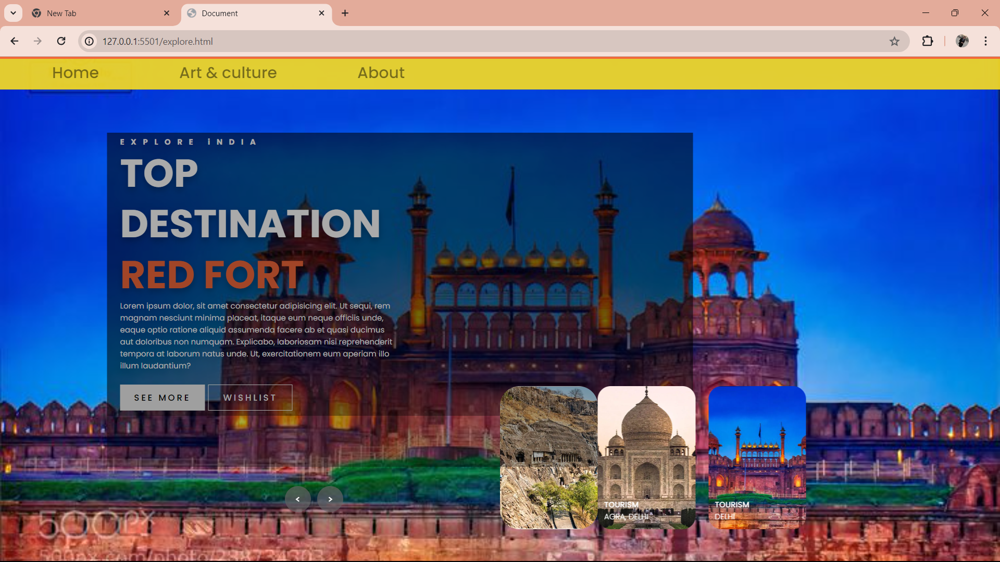 New Tab
Document
127.0.0.1:5501/explore.html
Home
Art & culture
About
EXPLORE iNDIA
TOP
DESTINATION
RED FORT
Lorem ipsum dolor, sit amet consectetur adipisicing elit. Ut sequi, rem
magnam nesciunt minima placeat, itaque eum neque officiis unde,
eaque optio ratione aliquid assumenda facere ab et quasi ducimus
aut doloribus non numquam. Explicabo, laboriosam nisi reprehenderit
tempora at laborum natus unde. Ut, exercitationem eum aperiam illo
illum laudantium?
SEE MORE
WISHLIST
< >
TOURISM
AGRA, DELHI
TOURISM
DELHI
500PX
500px.com/photo/238734303